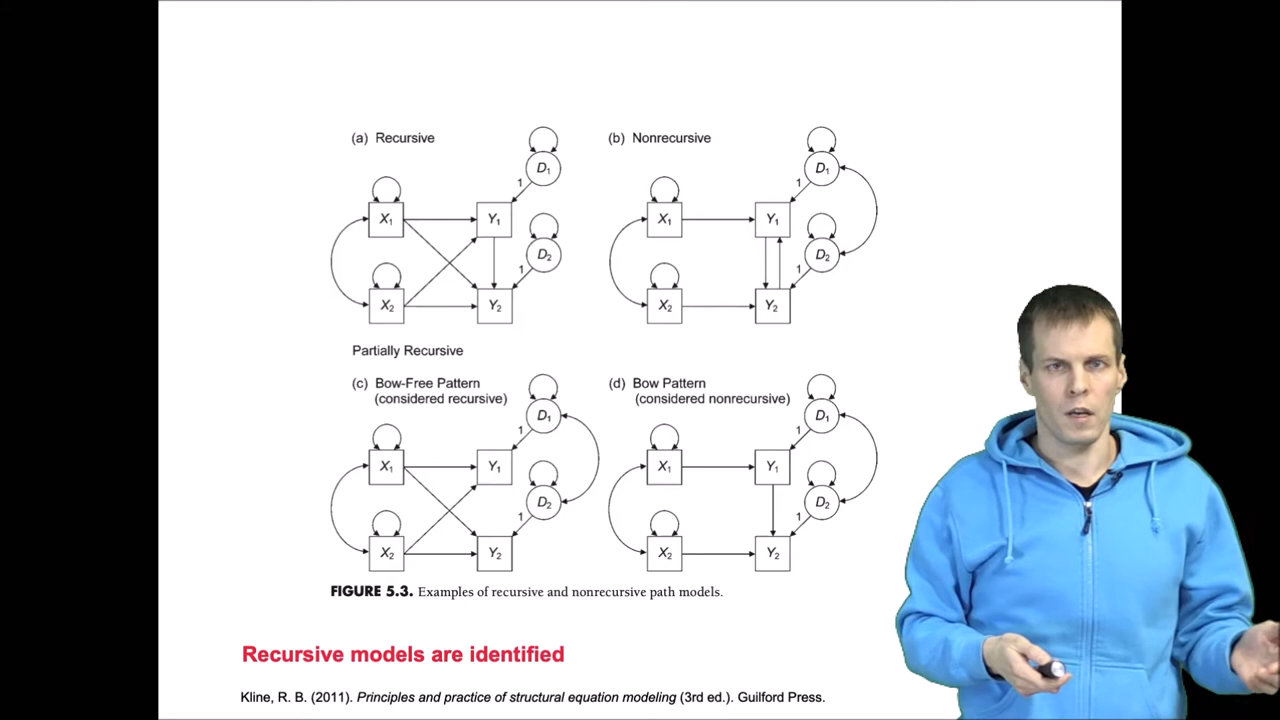 (a) Recursive
(b) Nonrecursive
D1
D1
1
1
X1
Y1
X1
Y1
D2
D2
1
1
X2
Y2
X2
Y2
Partially Recursive
(c) Bow-Free Pattern
(considered recursive)
(d) Bow Pattern
(considered nonrecursive)
D1
D1
1
1
X1
Y1
X1
Y1
D2
D2
1
1
X2
Y2
X2
Y2
FIGURE 5.3. Examples of recursive and nonrecursive path models.
Recursive models are identified
Kline, R. B. (2011). Principles and practice of structural equation modeling (3rd ed.). Guilford Press.